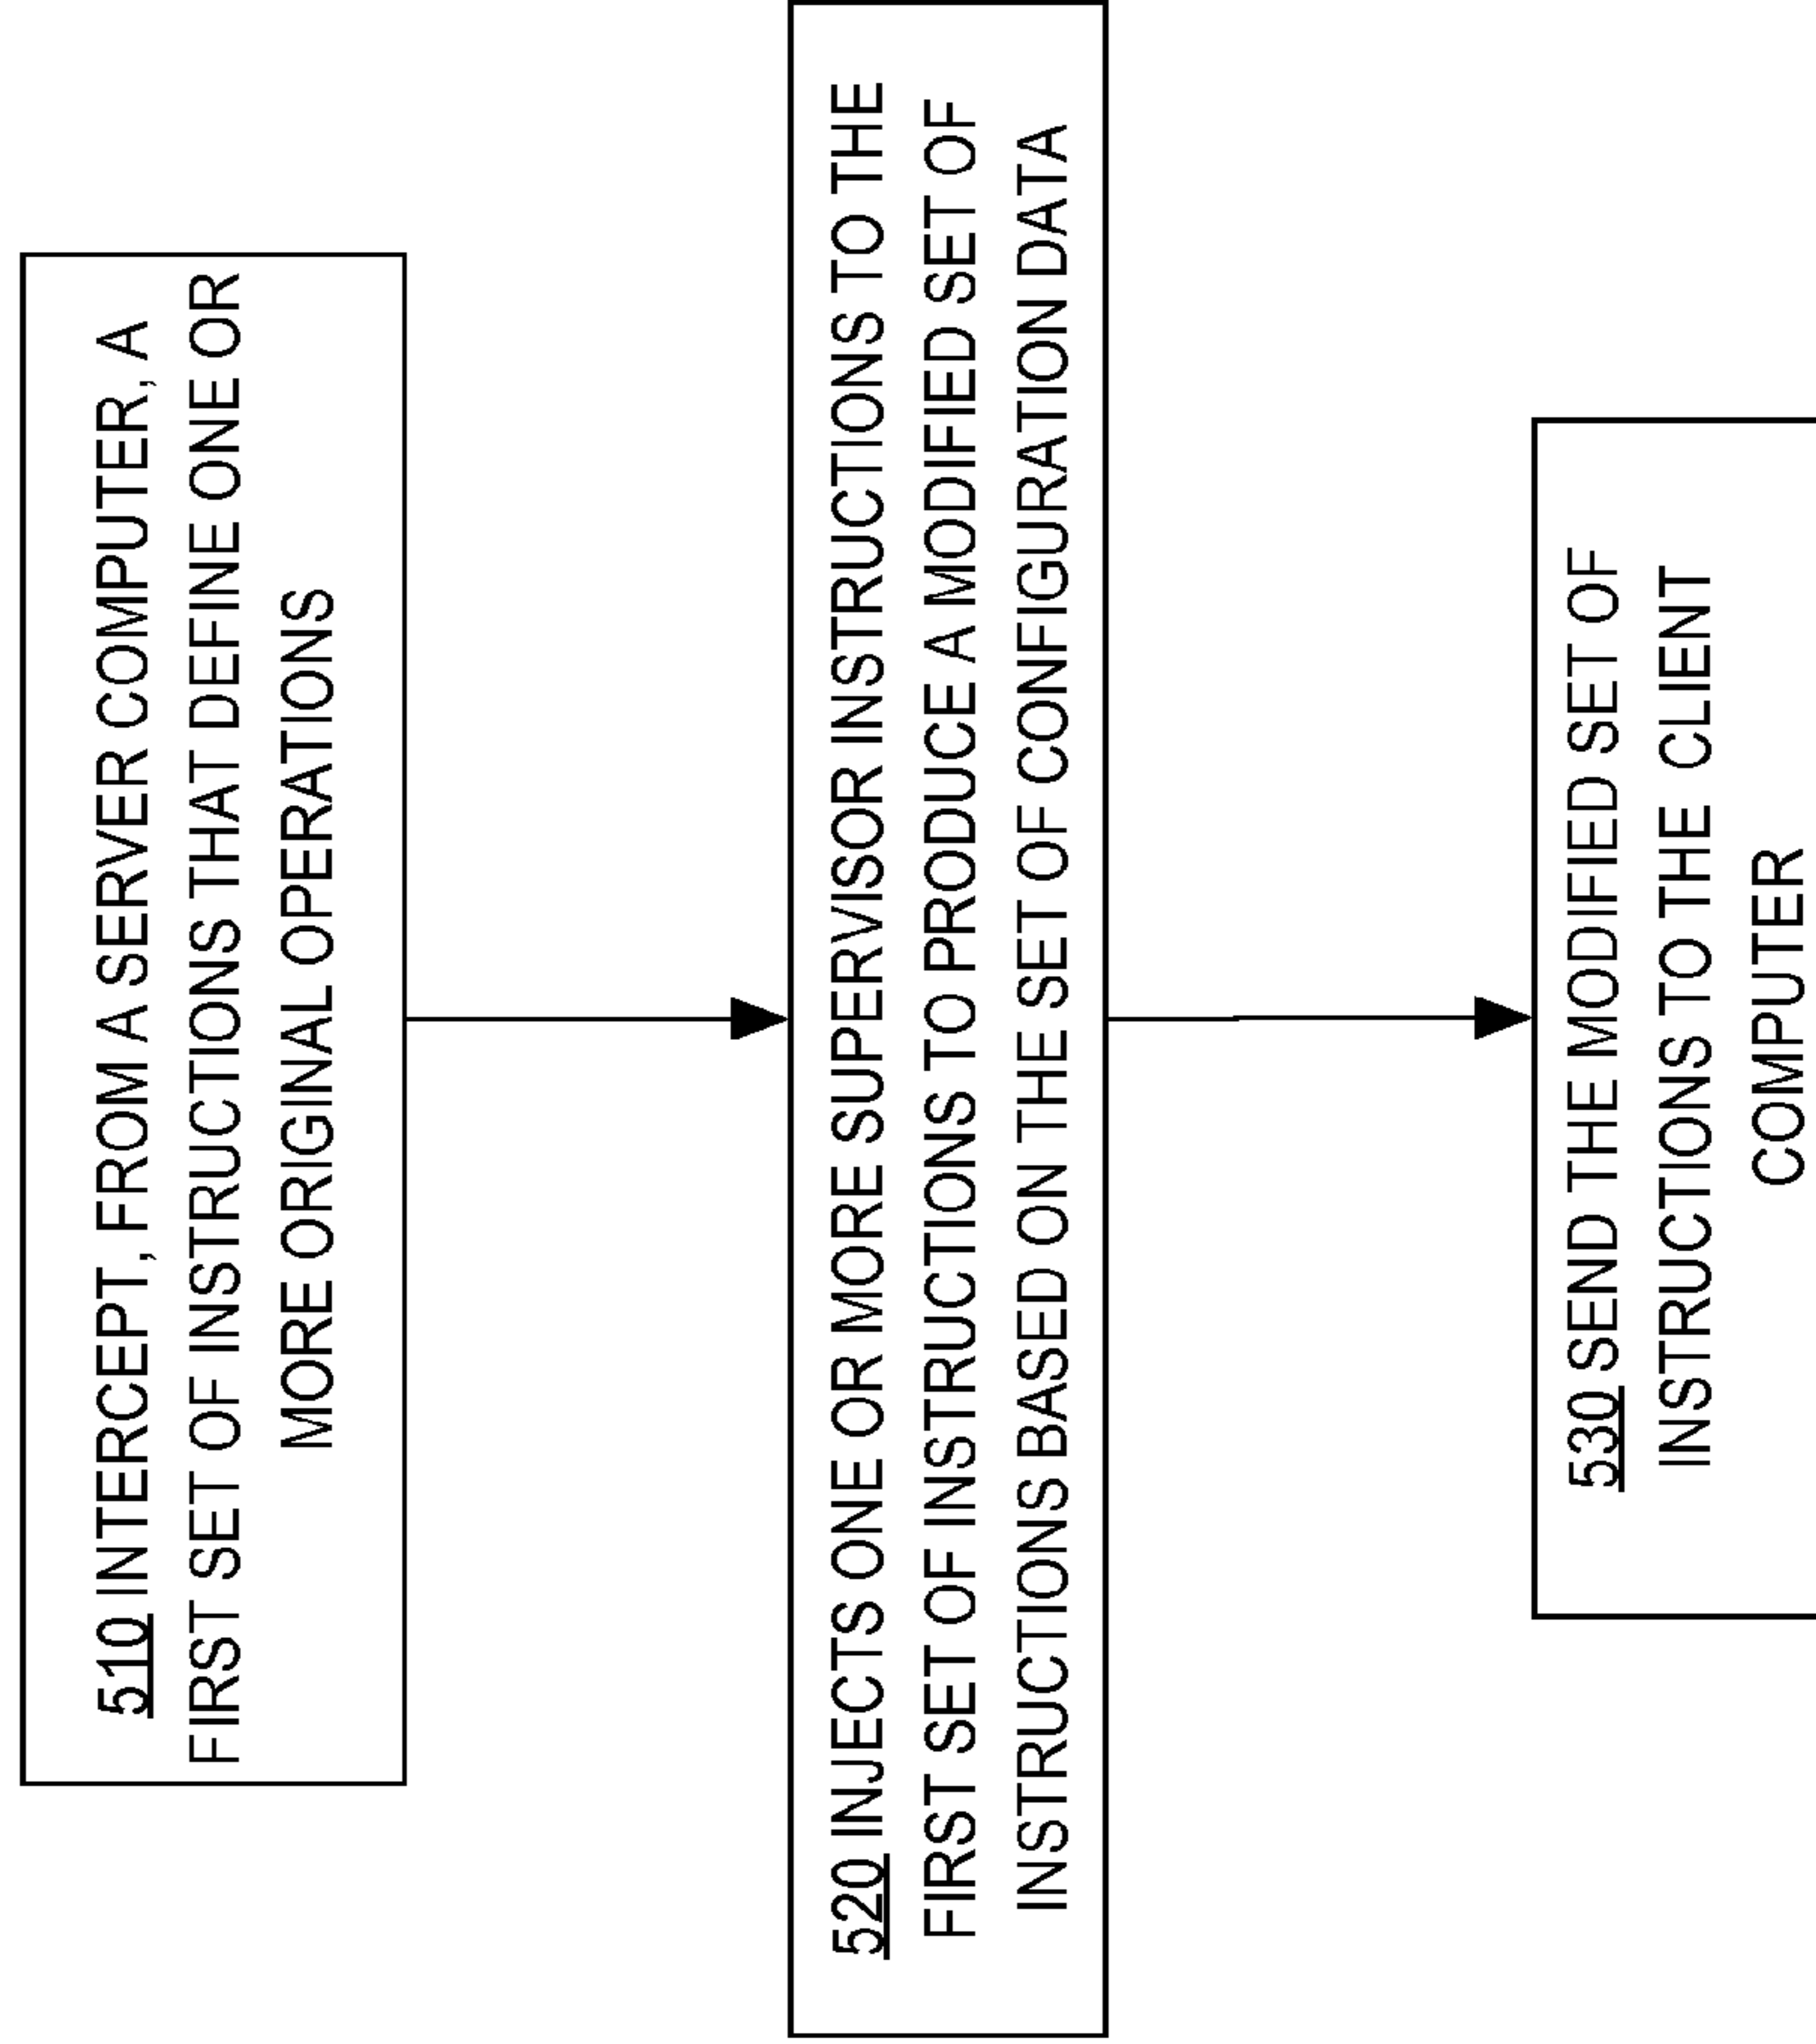 510 INTERCEPT, FROM A SERVER COMPUTER, A
FIRST SET OF INSTRUCTIONS THAT DEFINE ONE OR
MORE ORIGINAL OPERATIONS
520 INJECTS ONE OR MORE SUPERVISOR INSTRUCTIONS TO THE
FIRST SET OF INSTRUCTIONS TO PRODUCE A MODIFIED SET OF
INSTRUCTIONS BASED ON THE SET OF CONFIGURATION DATA
530 SEND THE MODIFIED SET OF
INSTRUCTIONS TO THE CLIENT
COMPUTER